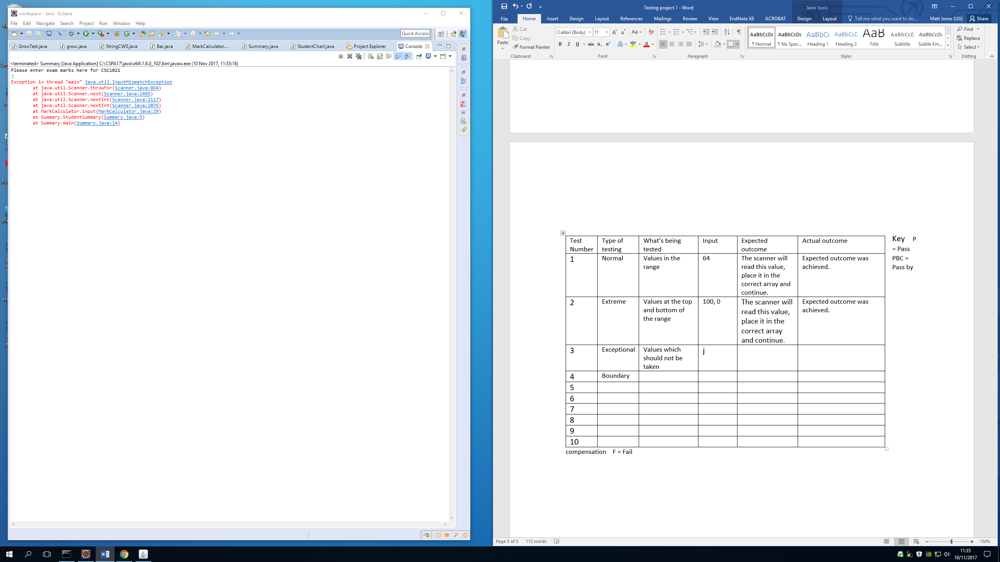 workspace - Java - Eclipse
File Edit Navigate Search Project Run Window Help
Quick Access
GrowTest.java grow.java StringCW5.java Bar.java MarkCalculator.... Summary.java StudentChart.java Project Explorer Console
<terminated> Summary [Java Application] C:\CSPA17\java\x64\1.8.0_102\bin\javaw.exe (10 Nov 2017, 11:35:16)
Please enter exam marks here for CSC1021
j
Exception in thread "main" java.util.InputMismatchException
at java.util.Scanner.throwFor(Scanner.java:864)
at java.util.Scanner.next(Scanner.java:1485)
at java.util.Scanner.nextInt(Scanner.java:2117)
at java.util.Scanner.nextInt(Scanner.java:2076)
at MarkCalculator.input(MarkCalculator.java:29)
at Summary.StudentSummary(Summary.java:5)
at Summary.main(Summary.java:14)
Testing project 1 - Word
Table Tools
File Home Insert Design Layout References Mailings Review View EndNote X8 ACROBAT Design Layout Tell me what you want to do... Matt Jones (UG) Share
Paste
Cut
Copy
Format Painter
Calibri (Body) 11
AaBbCcDc AaBbCcDc AaBbCc AaBbCcD AaB AaBbCcD AaBbCcDc
¶ Normal ¶ No Spac... Heading 1 Heading 2 Title Subtitle Subtle Em...
Find
Replace
Select
Clipboard Font Paragraph Styles Editing
Test Number
Type of testing
What’s being tested
Input
Expected outcome
Actual outcome
1
Normal
Values in the range
64
The scanner will read this value, place it in the correct array and continue.
Expected outcome was achieved.
2
Extreme
Values at the top and bottom of the range
100, 0
The scanner will read this value, place it in the correct array and continue.
Expected outcome was achieved.
3
Exceptional
Values which should not be taken
j
4
Boundary
5
6
7
8
9
10
Key P
= Pass
PBC =
Pass by
compensation F = Fail
Page 5 of 5 112 words
150%
11:35
10/11/2017